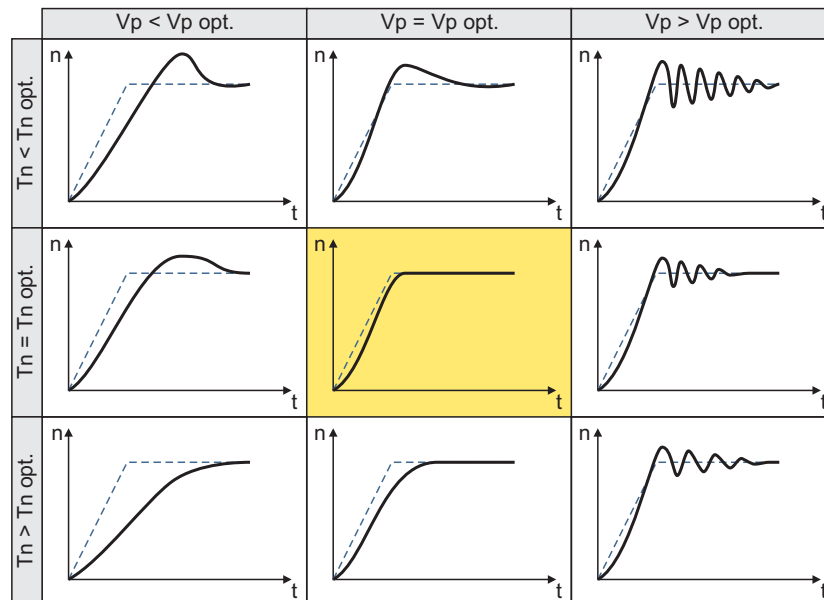 Vp < Vp opt.
Vp = Vp opt.
Vp > Vp opt.
Tn < Tn opt.
n
t
n
t
n
t
Tn = Tn opt.
n
t
n
t
n
t
Tn > Tn opt.
n
t
n
t
n
t